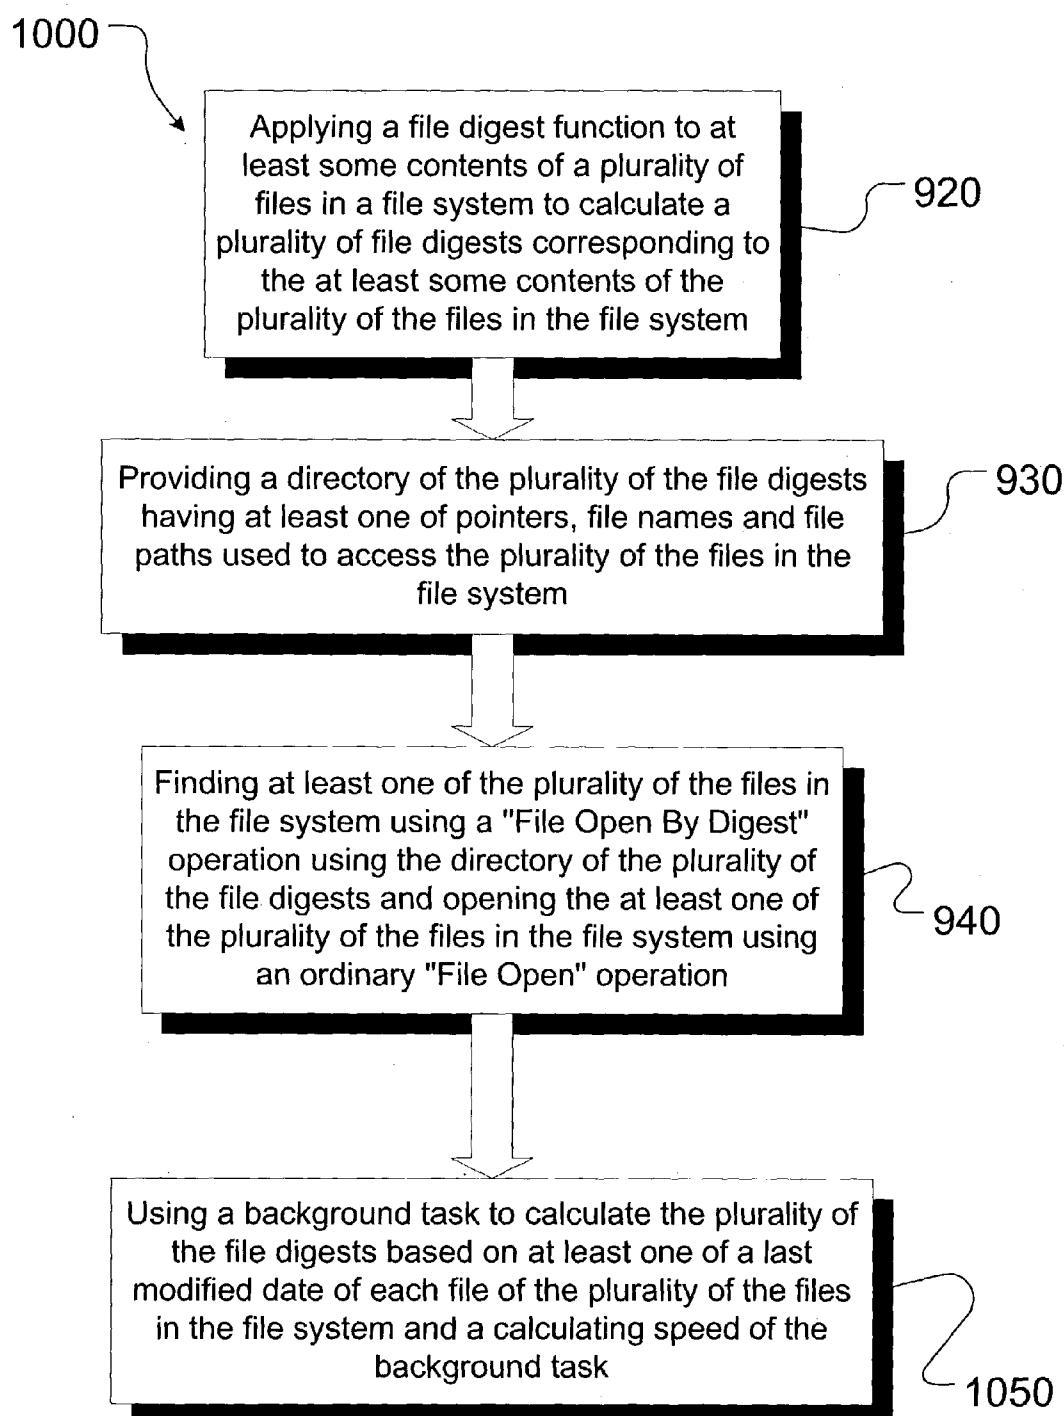 1000
Applying a file digest function to at
least some contents of a plurality of
files in a file system to calculate a
plurality of file digests corresponding to
the at least some contents of the
plurality of the files in the file system
920
Providing a directory of the plurality of the file digests
having at least one of pointers, file names and file
paths used to access the plurality of the files in the
file system
930
Finding at least one of the plurality of the files in
the file system using a "File Open By Digest"
operation using the directory of the plurality of
the file digests and opening the at least one of
the plurality of the files in the file system using
an ordinary "File Open" operation
940
Using a background task to calculate the plurality of
the file digests based on at least one of a last
modified date of each file of the plurality of the files
in the file system and a calculating speed of the
background task
1050